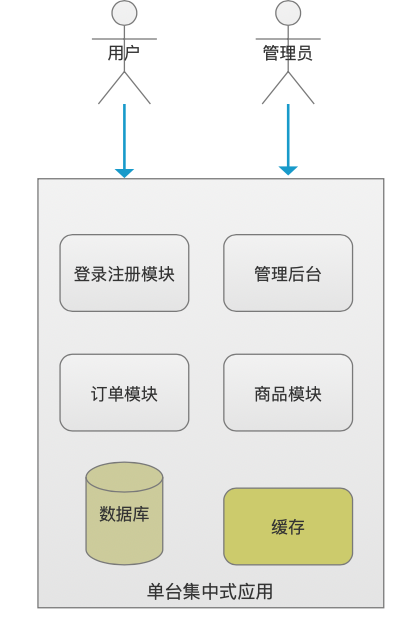 用户
管理员
登录注册模块
管理后台
订单模块
商品模块
数据库
缓存
单台集中式应用